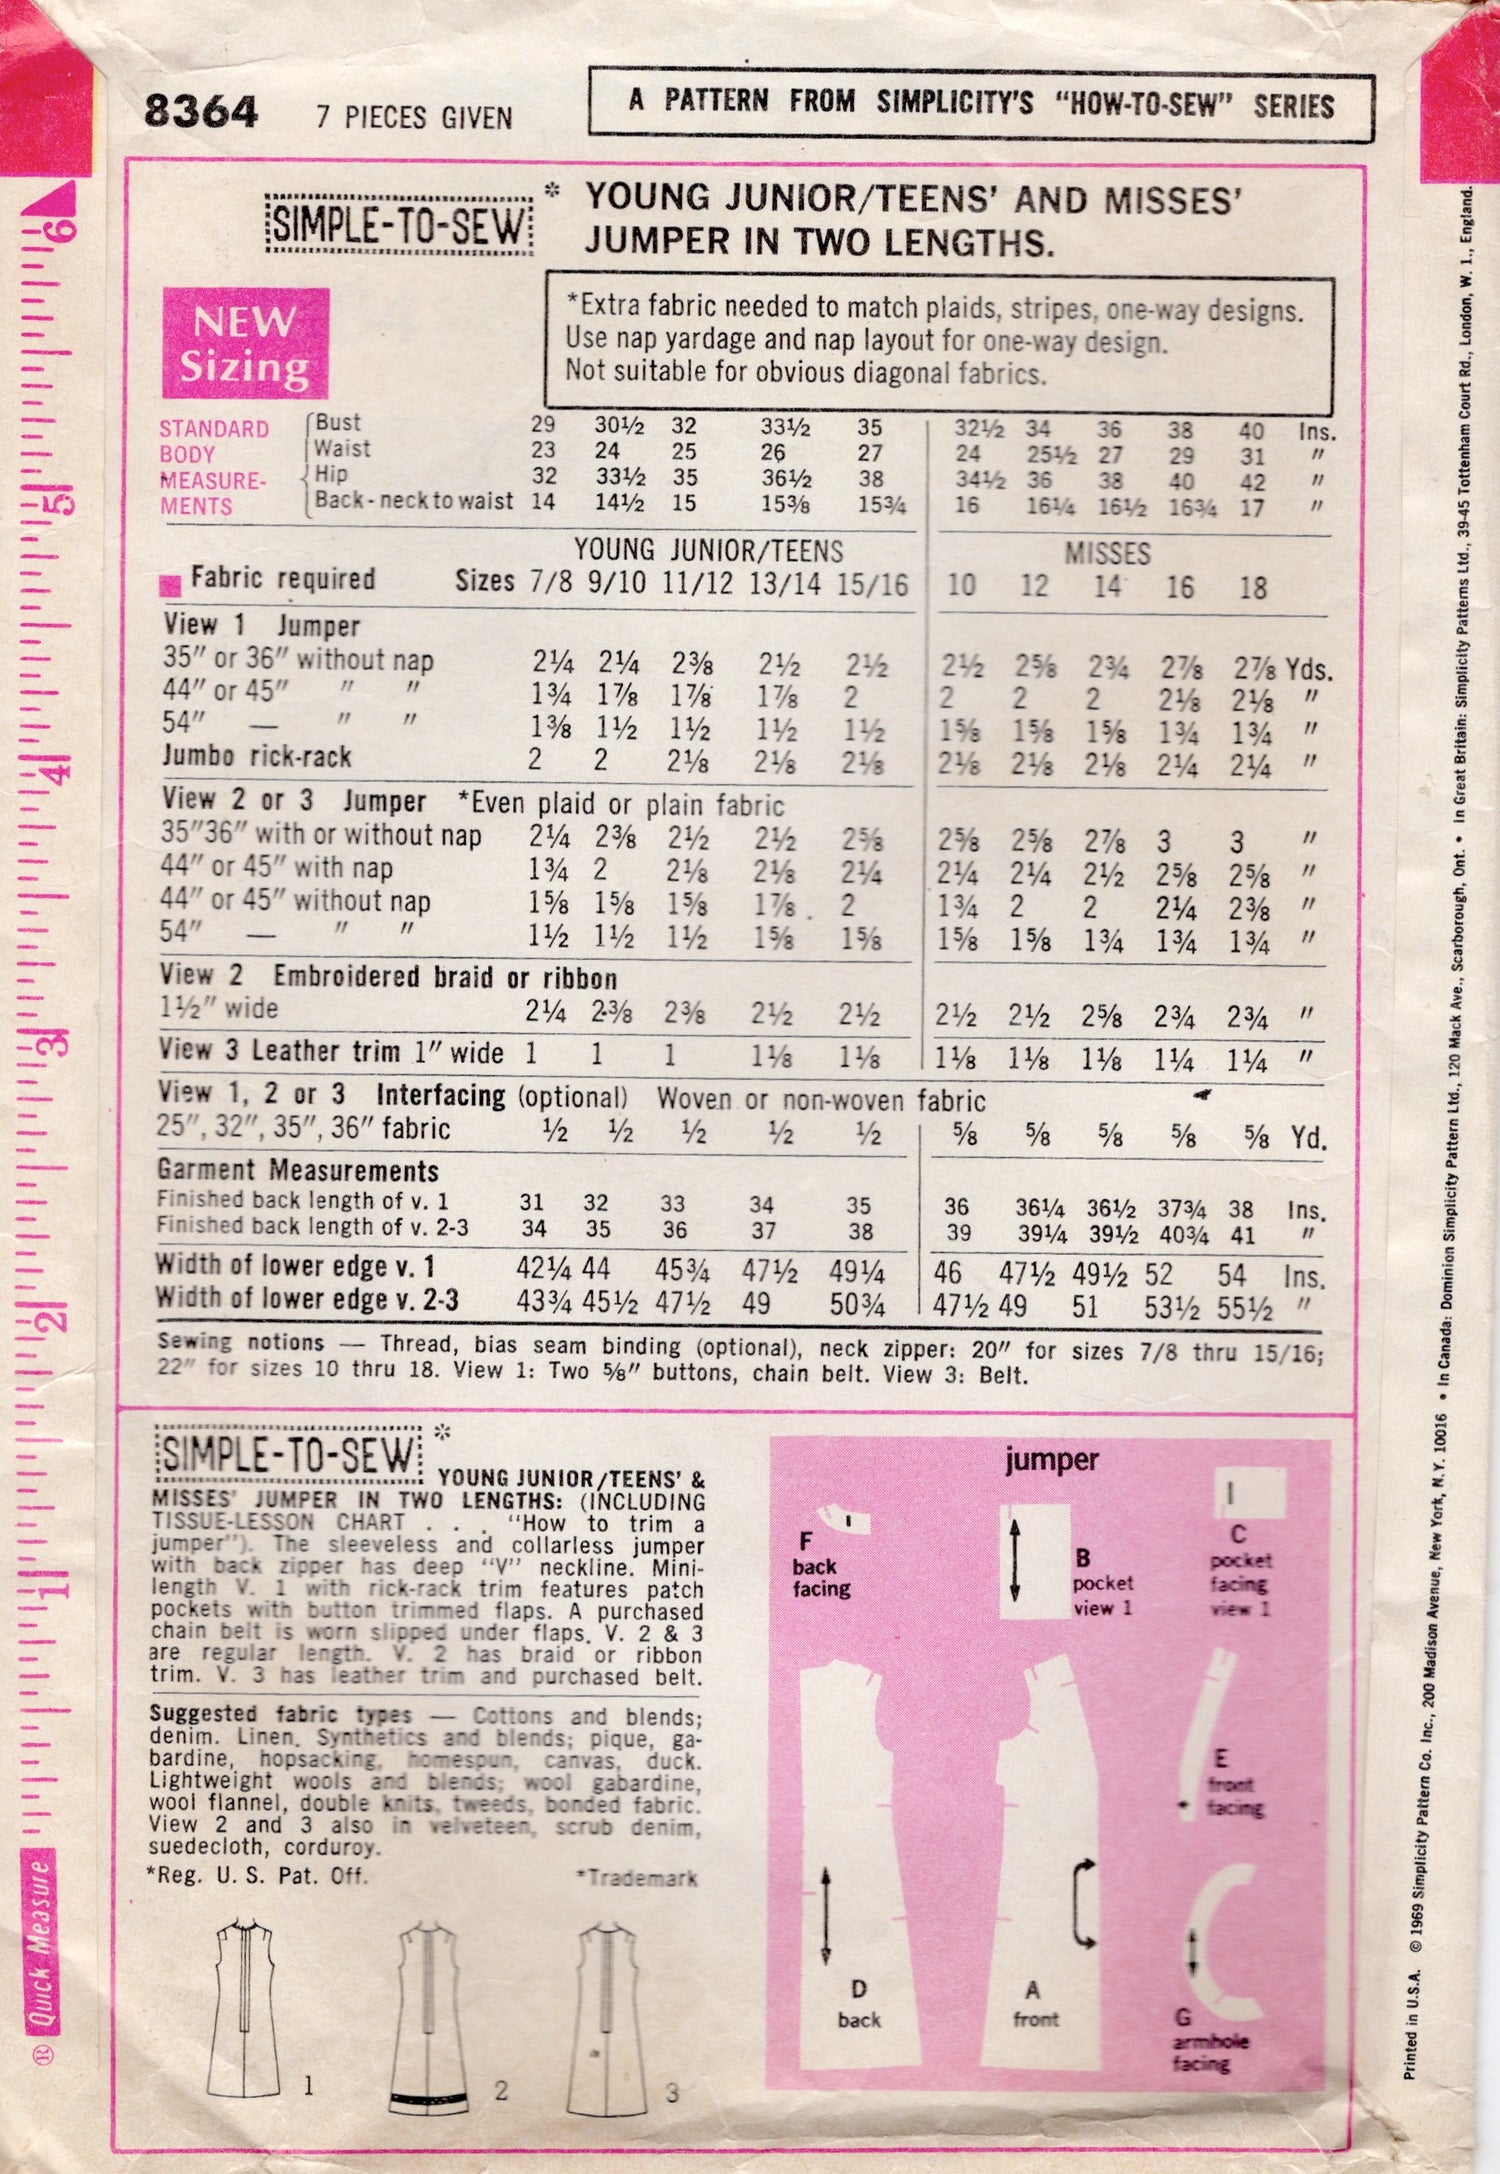 8364 7 PIECES GIVEN
A PATTERN FROM SIMPLICITY'S "HOW-TO-SEW" SERIES
SIMPLE-TO-SEW* YOUNG JUNIOR/TEENS' AND MISSES'
JUMPER IN TWO LENGTHS.
NEW
Sizing
*Extra fabric needed to match plaids, stripes, one-way designs.
Use nap yardage and nap layout for one-way design.
Not suitable for obvious diagonal fabrics.
STANDARD BODY MEASURE-MENTS
Bust 29 30½ 32 33½ 35 32½ 34 36 38 40 Ins.
Waist 23 24 25 26 27 24 25½ 27 29 31 "
Hip 32 33½ 35 36½ 38 34½ 36 38 40 42 "
Back-neck to waist 14 14½ 15 15⅜ 15¾ 16 16¼ 16½ 16¾ 17 "
YOUNG JUNIOR/TEENS MISSES
Fabric required Sizes 7/8 9/10 11/12 13/14 15/16 10 12 14 16 18
View 1 Jumper
35" or 36" without nap 2¼ 2¼ 2⅜ 2½ 2½ 2½ 2⅝ 2¾ 2⅞ 2⅞ Yds.
44" or 45" " " 1¾ 1⅞ 1⅞ 1⅞ 2 2 2 2 2⅛ 2⅛ "
54" — " " 1⅜ 1½ 1½ 1½ 1½ 1⅝ 1⅝ 1⅝ 1¾ 1¾ "
Jumbo rick-rack 2 2 2⅛ 2⅛ 2⅛ 2⅛ 2⅛ 2⅛ 2¼ 2¼ "
View 2 or 3 Jumper *Even plaid or plain fabric
35"36" with or without nap 2¼ 2⅜ 2½ 2½ 2⅝ 2⅝ 2⅝ 2⅞ 3 3 "
44" or 45" with nap 1¾ 2 2⅛ 2⅛ 2¼ 2¼ 2¼ 2½ 2⅝ 2⅝ "
44" or 45" without nap 1⅝ 1⅝ 1⅝ 1⅞ 2 1¾ 2 2 2¼ 2⅜ "
54" — " " 1½ 1½ 1½ 1⅝ 1⅝ 1⅝ 1⅝ 1¾ 1¾ 1¾ "
View 2 Embroidered braid or ribbon
1½" wide 2¼ 2⅜ 2⅜ 2½ 2½ 2½ 2½ 2⅝ 2¾ 2¾ "
View 3 Leather trim 1" wide 1 1 1 1⅛ 1⅛ 1⅛ 1⅛ 1⅛ 1¼ 1¼ "
View 1, 2 or 3 Interfacing (optional) Woven or non-woven fabric
25", 32", 35", 36" fabric ½ ½ ½ ½ ½ ⅝ ⅝ ⅝ ⅝ ⅝ Yd.
Garment Measurements
Finished back length of v. 1 31 32 33 34 35 36 36¼ 36½ 37¾ 38 Ins.
Finished back length of v. 2-3 34 35 36 37 38 39 39¼ 39½ 40¾ 41 "
Width of lower edge v. 1 42¼ 44 45¾ 47½ 49¼ 46 47½ 49½ 52 54 Ins.
Width of lower edge v. 2-3 43¾ 45½ 47½ 49 50¾ 47½ 49 51 53½ 55½ "
Sewing notions — Thread, bias seam binding (optional), neck zipper: 20" for sizes 7/8 thru 15/16;
22" for sizes 10 thru 18. View 1: Two ⅝" buttons, chain belt. View 3: Belt.
SIMPLE-TO-SEW* YOUNG JUNIOR/TEENS' &
MISSES' JUMPER IN TWO LENGTHS: (INCLUDING
TISSUE-LESSON CHART . . . "How to trim a
jumper"). The sleeveless and collarless jumper
with back zipper has deep "V" neckline. Mini-
length V. 1 with rick-rack trim features patch
pockets with button trimmed flaps. A purchased
chain belt is worn slipped under flaps. V. 2 & 3
are regular length. V. 2 has braid or ribbon
trim. V. 3 has leather trim and purchased belt.
Suggested fabric types — Cottons and blends;
denim. Linen. Synthetics and blends; pique, ga-
bardine, hopsacking, homespun, canvas, duck.
Lightweight wools and blends; wool gabardine,
wool flannel, double knits, tweeds, bonded fabric.
View 2 and 3 also in velveteen, scrub denim,
suedecloth, corduroy.
*Reg. U. S. Pat. Off. *Trademark
1 2 3
jumper
F
back
facing
B
pocket
view 1
C
pocket
facing
view 1
E
front
facing
D
back
A
front
G
armhole
facing
6
5
4
3
2
1
Quick Measure
®
Printed in U.S.A. © 1969 Simplicity Pattern Co. Inc., 200 Madison Avenue, New York, N.Y. 10016 • In Canada: Dominion Simplicity Pattern Ltd., 120 Mack Ave., Scarborough, Ont. • In Great Britain: Simplicity Patterns Ltd., 39-45 Tottenham Court Rd., London, W. 1., England.